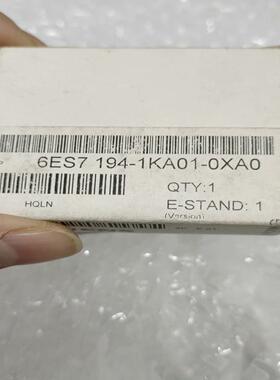 6ES7 194-1KA01-0XA0
QTY:1
HQLN
E-STAND: 1
(Version)